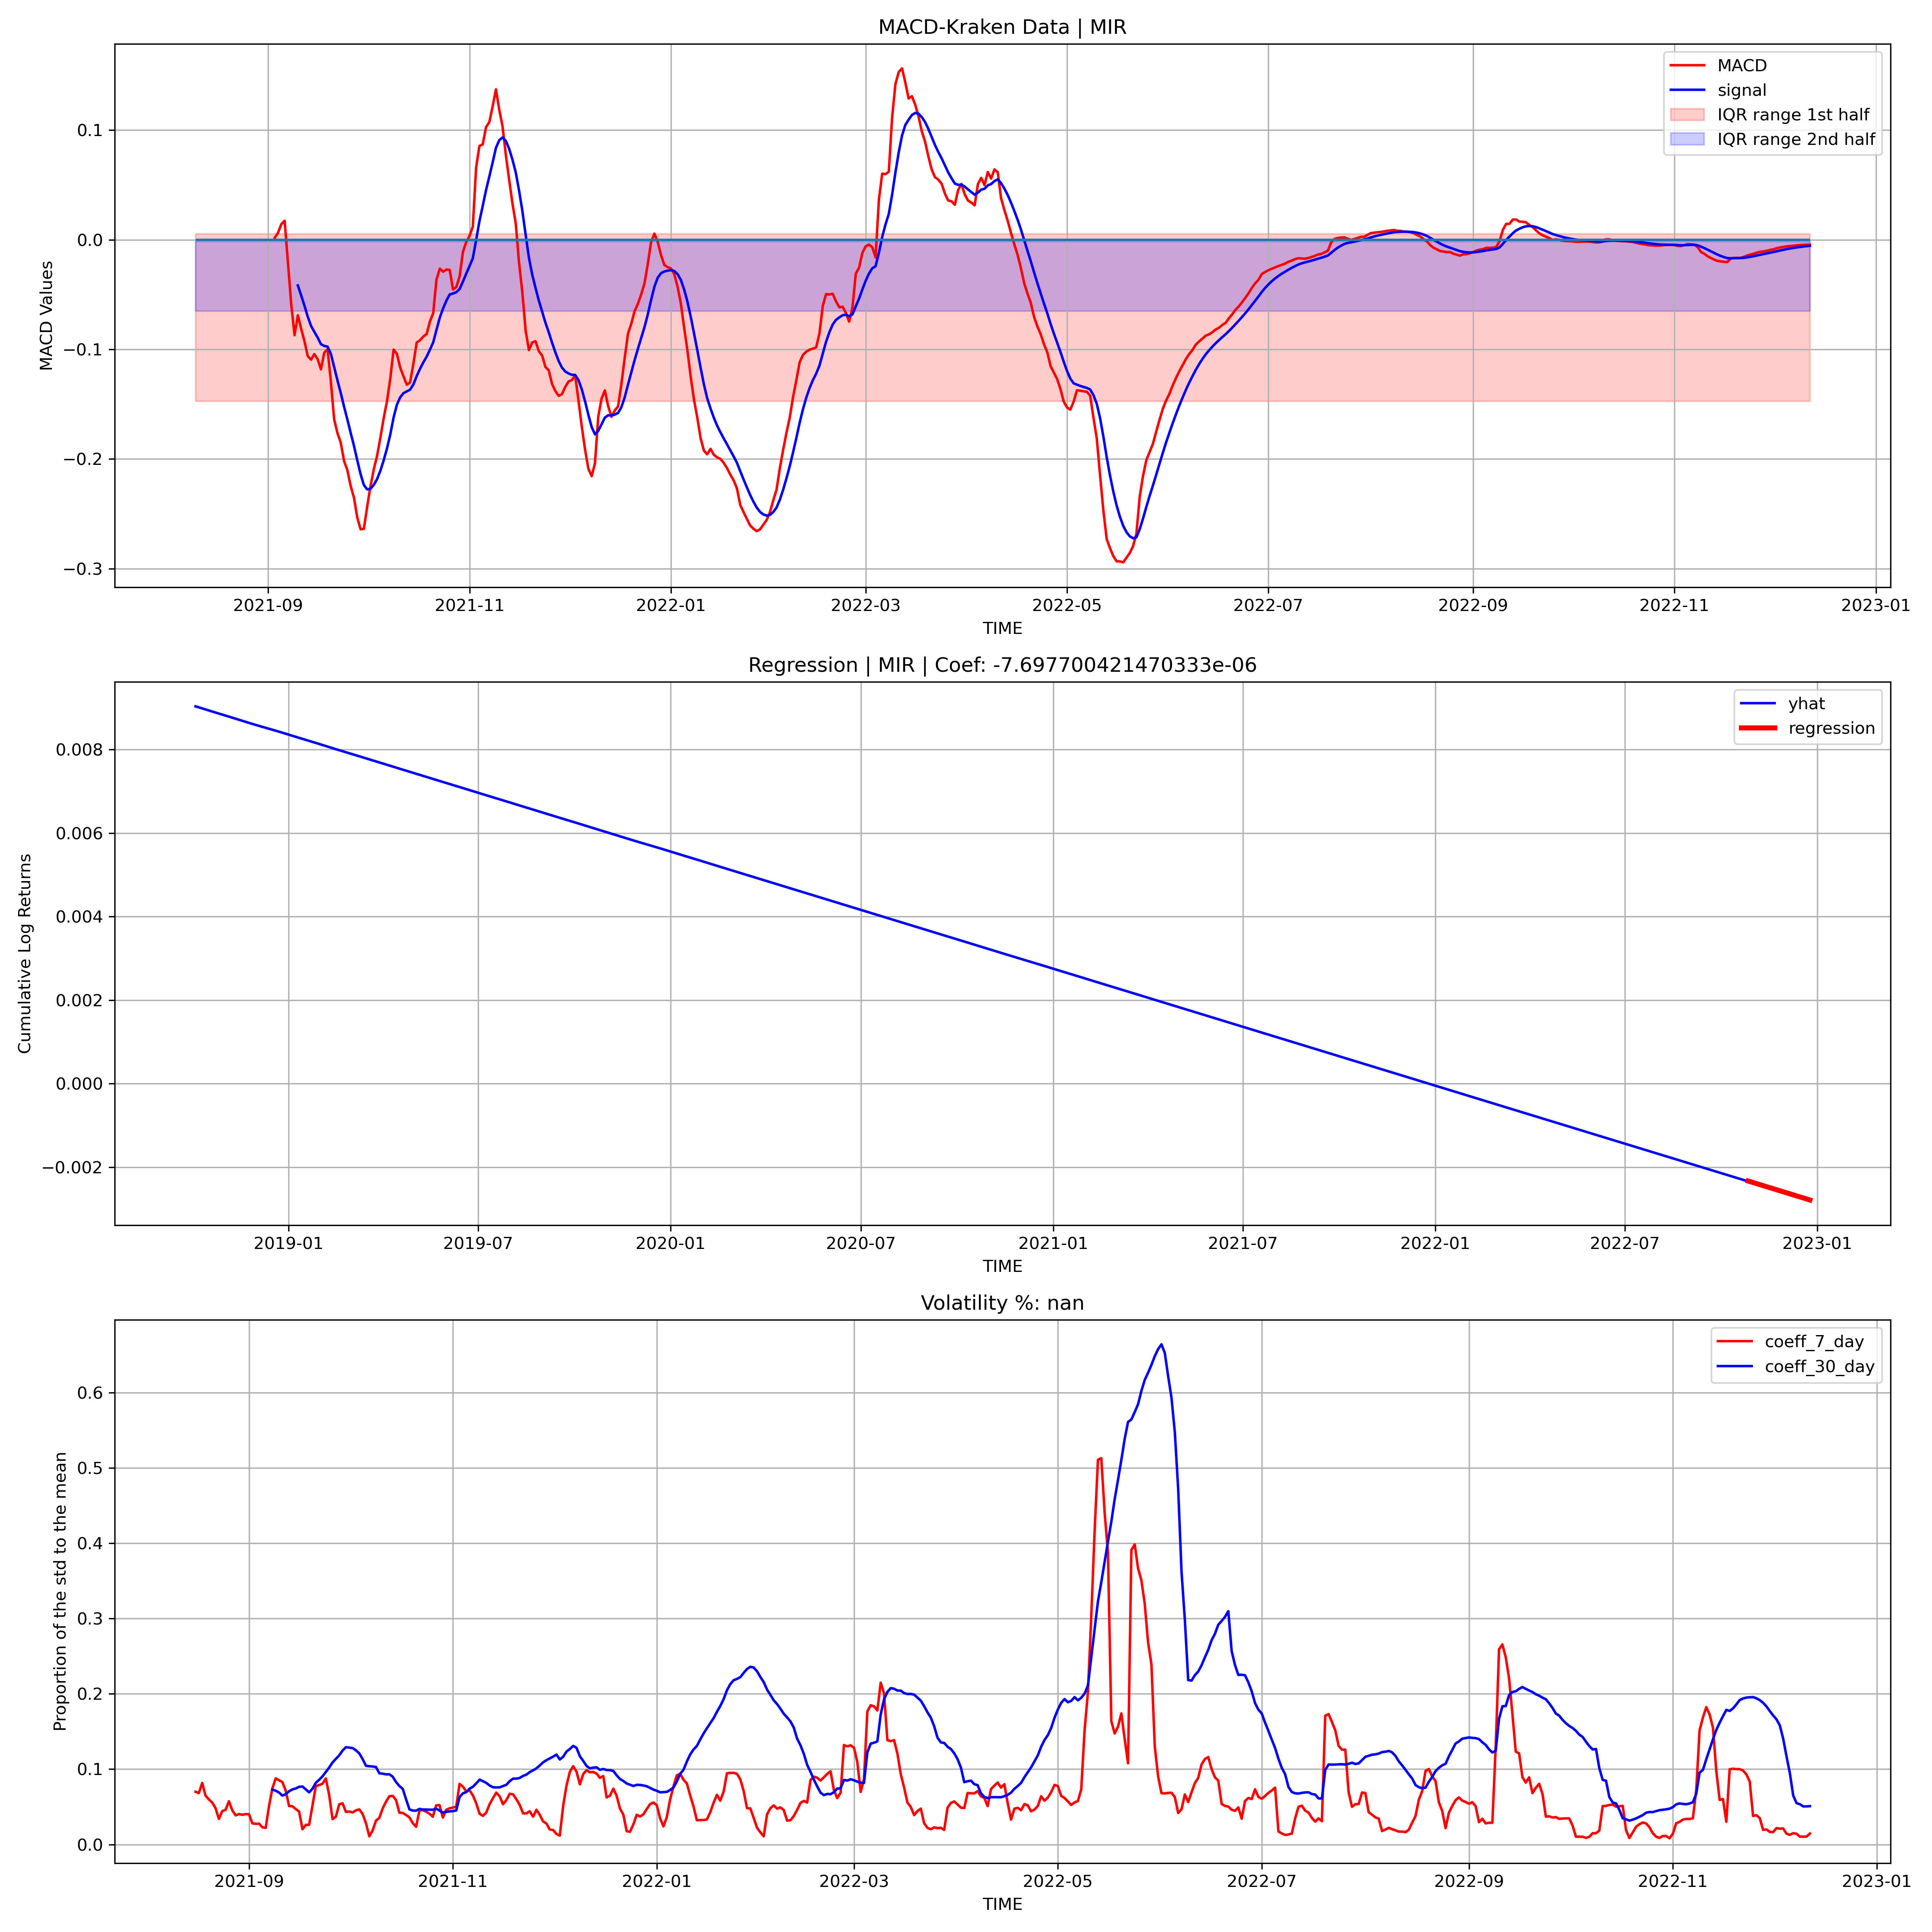 MACD-Kraken Data | MIR
MACD
signal
IQR range 1st half
IQR range 2nd half
MACD Values
0.1
0.0
−0.1
−0.2
−0.3
2021-09 2021-11 2022-01 2022-03 2022-05 2022-07 2022-09 2022-11 2023-01
TIME
Regression | MIR | Coef: -7.697700421470333e-06
yhat
regression
Cumulative Log Returns
0.008
0.006
0.004
0.002
0.000
−0.002
2019-01 2019-07 2020-01 2020-07 2021-01 2021-07 2022-01 2022-07 2023-01
TIME
Volatility %: nan
coeff_7_day
coeff_30_day
Proportion of the std to the mean
0.6
0.5
0.4
0.3
0.2
0.1
0.0
2021-09 2021-11 2022-01 2022-03 2022-05 2022-07 2022-09 2022-11 2023-01
TIME